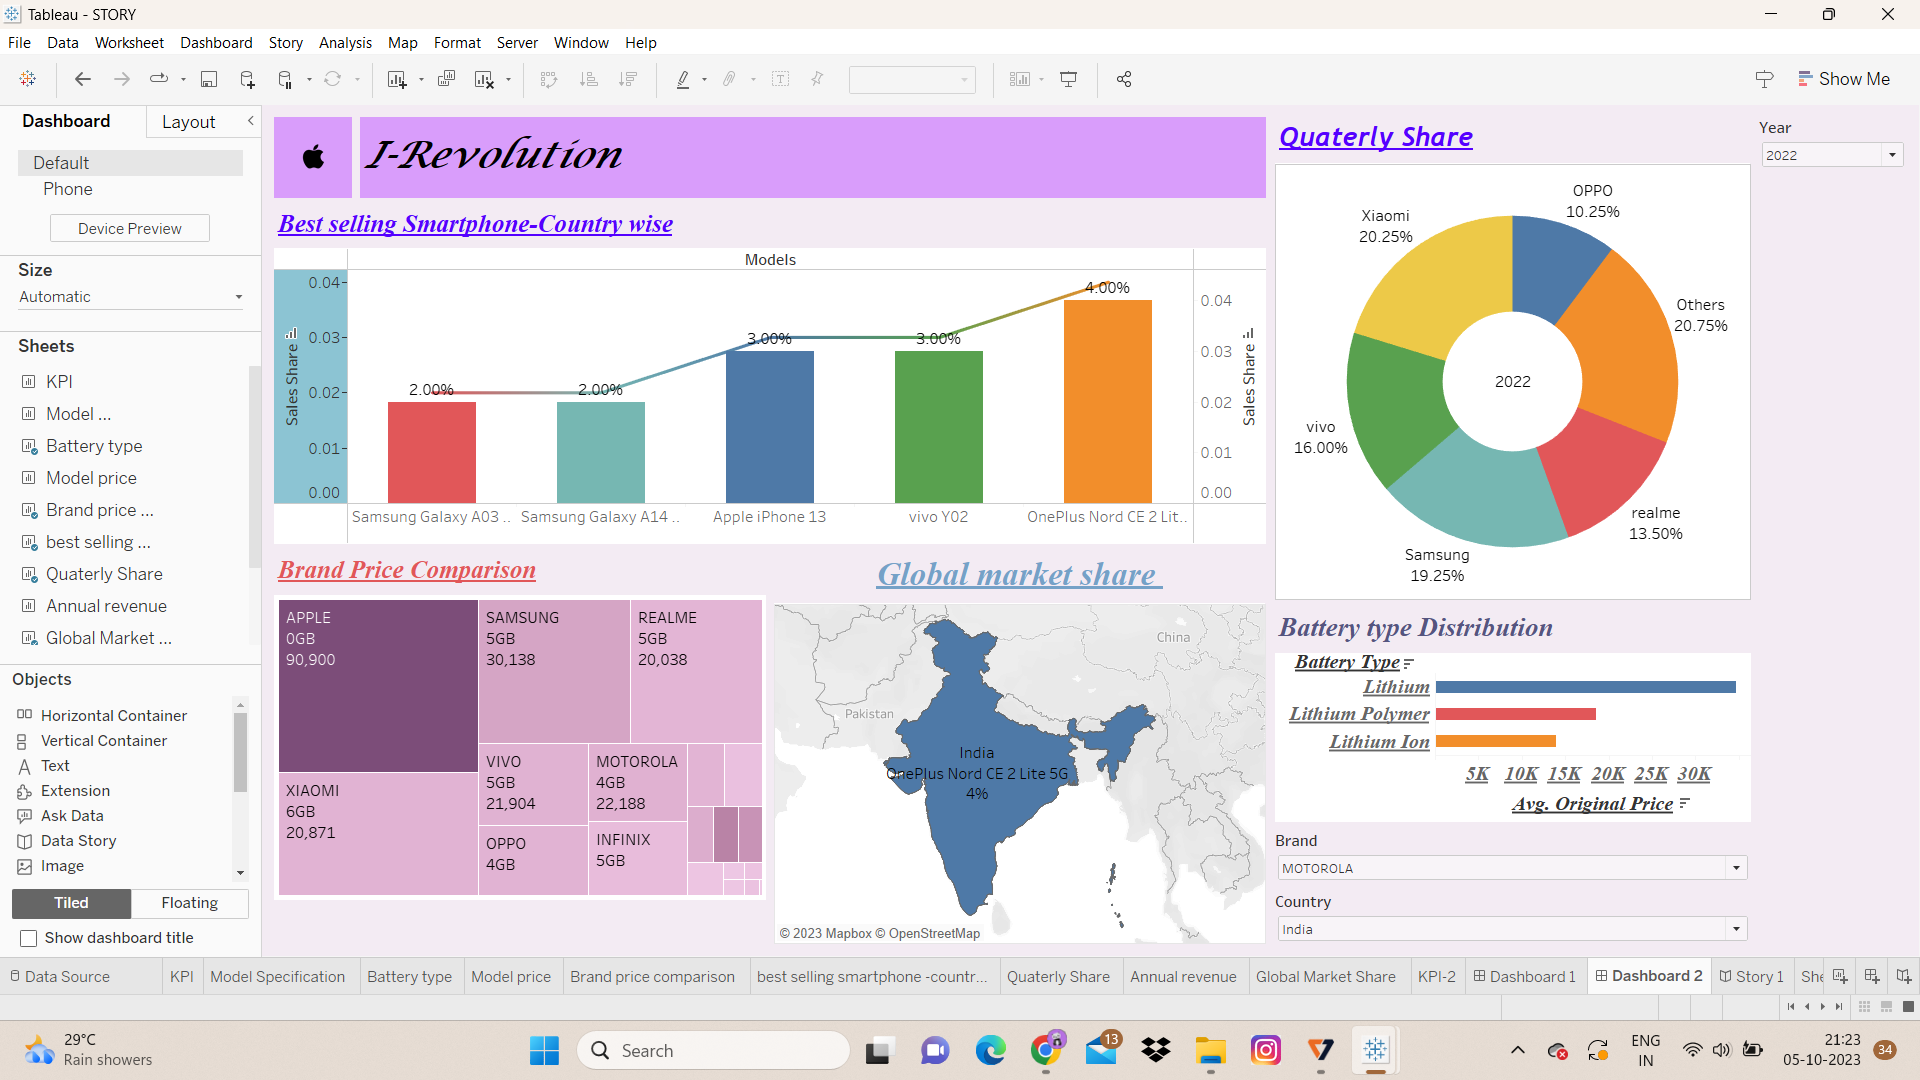 Tableau - STORY
File Data Worksheet Dashboard Story Analysis Map Format Server Window Help
Show Me
Dashboard Layout
Default
Phone
Device Preview
Size
Automatic
Sheets
KPI
Model ...
Battery type
Model price
Brand price ...
best selling ...
Quaterly Share
Annual revenue
Global Market ...
Objects
Horizontal Container
Vertical Container
Text
Extension
Ask Data
Data Story
Image
Tiled Floating
Show dashboard title
I-Revolution
Best selling Smartphone-Country wise
Models
Sales Share
0.04
0.03
0.02
0.01
0.00
2.00% 2.00% 3.00% 3.00% 4.00%
Sales Share
0.04
0.03
0.02
0.01
0.00
Samsung Galaxy A03 .. Samsung Galaxy A14 .. Apple iPhone 13 vivo Y02 OnePlus Nord CE 2 Lit..
Brand Price Comparison
APPLE
0GB
90,900
SAMSUNG
5GB
30,138
REALME
5GB
20,038
XIAOMI
6GB
20,871
VIVO
5GB
21,904
MOTOROLA
4GB
22,188
OPPO
4GB
INFINIX
5GB
Global market share
China
Pakistan
India
OnePlus Nord CE 2 Lite 5G
4%
© 2023 Mapbox © OpenStreetMap
Quaterly Share
OPPO
10.25%
Xiaomi
20.25%
Others
20.75%
2022
vivo
16.00%
realme
13.50%
Samsung
19.25%
Year
2022
Battery type Distribution
Battery Type
Lithium
Lithium Polymer
Lithium Ion
5K 10K 15K 20K 25K 30K
Avg. Original Price
Brand
MOTOROLA
Country
India
Data Source KPI Model Specification Battery type Model price Brand price comparison best selling smartphone -countr... Quaterly Share Annual revenue Global Market Share KPI-2 Dashboard 1 Dashboard 2 Story 1 She
29°C
Rain showers
Search
13
ENG
IN
21:23
05-10-2023
34